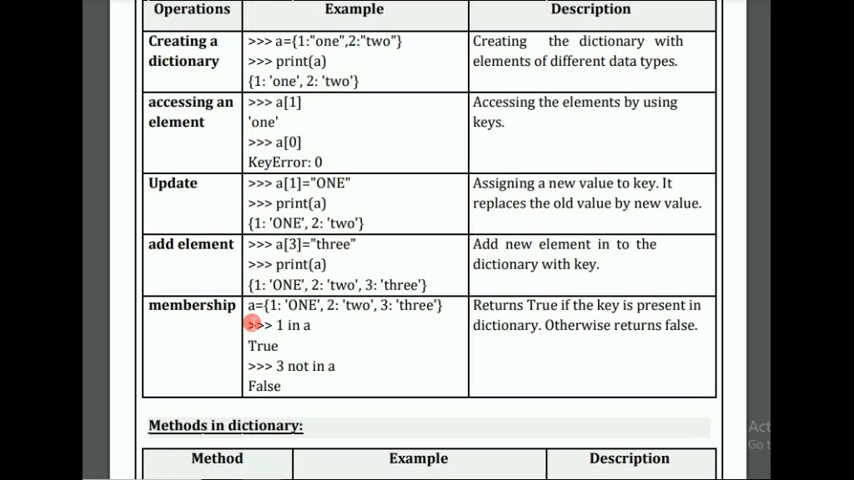 Operations Example Description
Creating a dictionary
>>> a={1:"one",2:"two"}
>>> print(a)
{1: 'one', 2: 'two'}
Creating the dictionary with
elements of different data types.
accessing an element
>>> a[1]
'one'
>>> a[0]
KeyError: 0
Accessing the elements by using
keys.
Update
>>> a[1]="ONE"
>>> print(a)
{1: 'ONE', 2: 'two'}
Assigning a new value to key. It
replaces the old value by new value.
add element
>>> a[3]="three"
>>> print(a)
{1: 'ONE', 2: 'two', 3: 'three'}
Add new element in to the
dictionary with key.
membership
a={1: 'ONE', 2: 'two', 3: 'three'}
>>> 1 in a
True
>>> 3 not in a
False
Returns True if the key is present in
dictionary. Otherwise returns false.
Methods in dictionary:
Method Example Description
Act
Go t